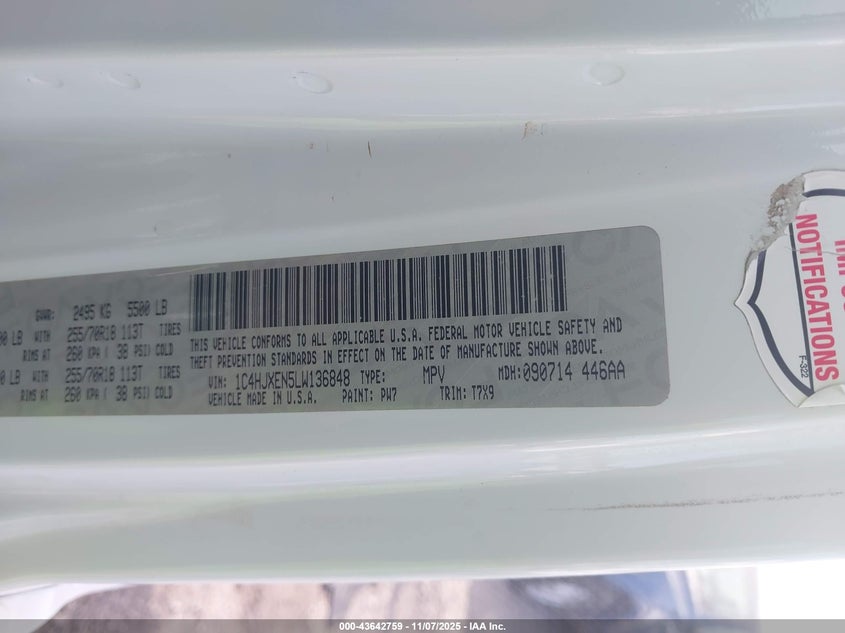 GVWR: 2495 KG 5500 LB
LB WITH 255/70R18 113T TIRES
RIMS AT 260 KPA ( 38 PSI) COLD
LB WITH 255/70R18 113T TIRES
RIMS AT 260 KPA ( 38 PSI) COLD
THIS VEHICLE CONFORMS TO ALL APPLICABLE U.S.A. FEDERAL MOTOR VEHICLE SAFETY AND
THEFT PREVENTION STANDARDS IN EFFECT ON THE DATE OF MANUFACTURE SHOWN ABOVE.
VIN: 1C4HJXEN5LW136848 TYPE: MPV MDH: 090714 446AA
VEHICLE MADE IN U.S.A. PAINT: PW7 TRIM: T7X9
NOTIFICATIONS
F-322
000-43642759 | 11/07/2025 - IAA Inc.